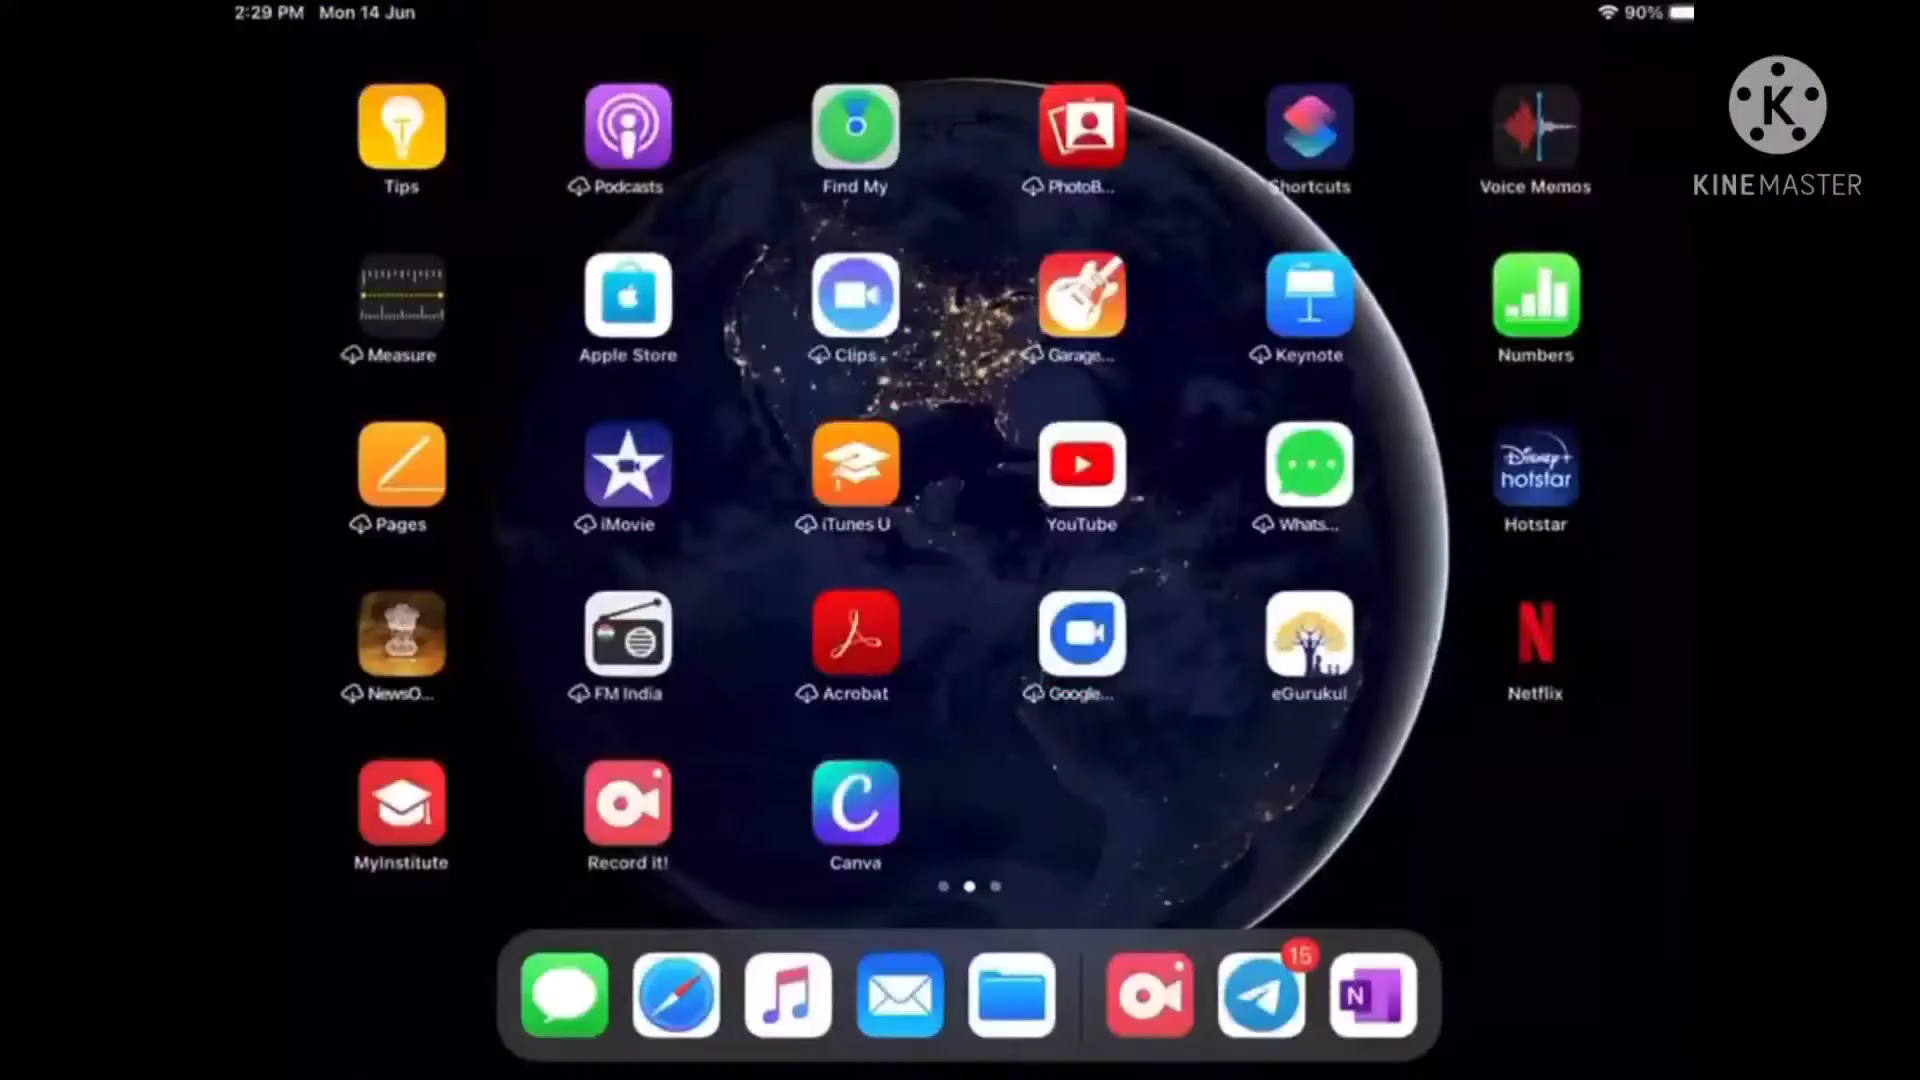 2:29 PM Mon 14 Jun
90%
K
KINEMASTER
Tips
Podcasts
Find My
PhotoB...
Shortcuts
Voice Memos
Measure
Apple Store
Clips
Garage...
Keynote
Numbers
Disney+
hotstar
Pages
iMovie
iTunes U
YouTube
Whats...
Hotstar
N
NewsO...
FM India
Acrobat
Google...
eGurukul
Netflix
C
MyInstitute
Record it!
Canva
15
N